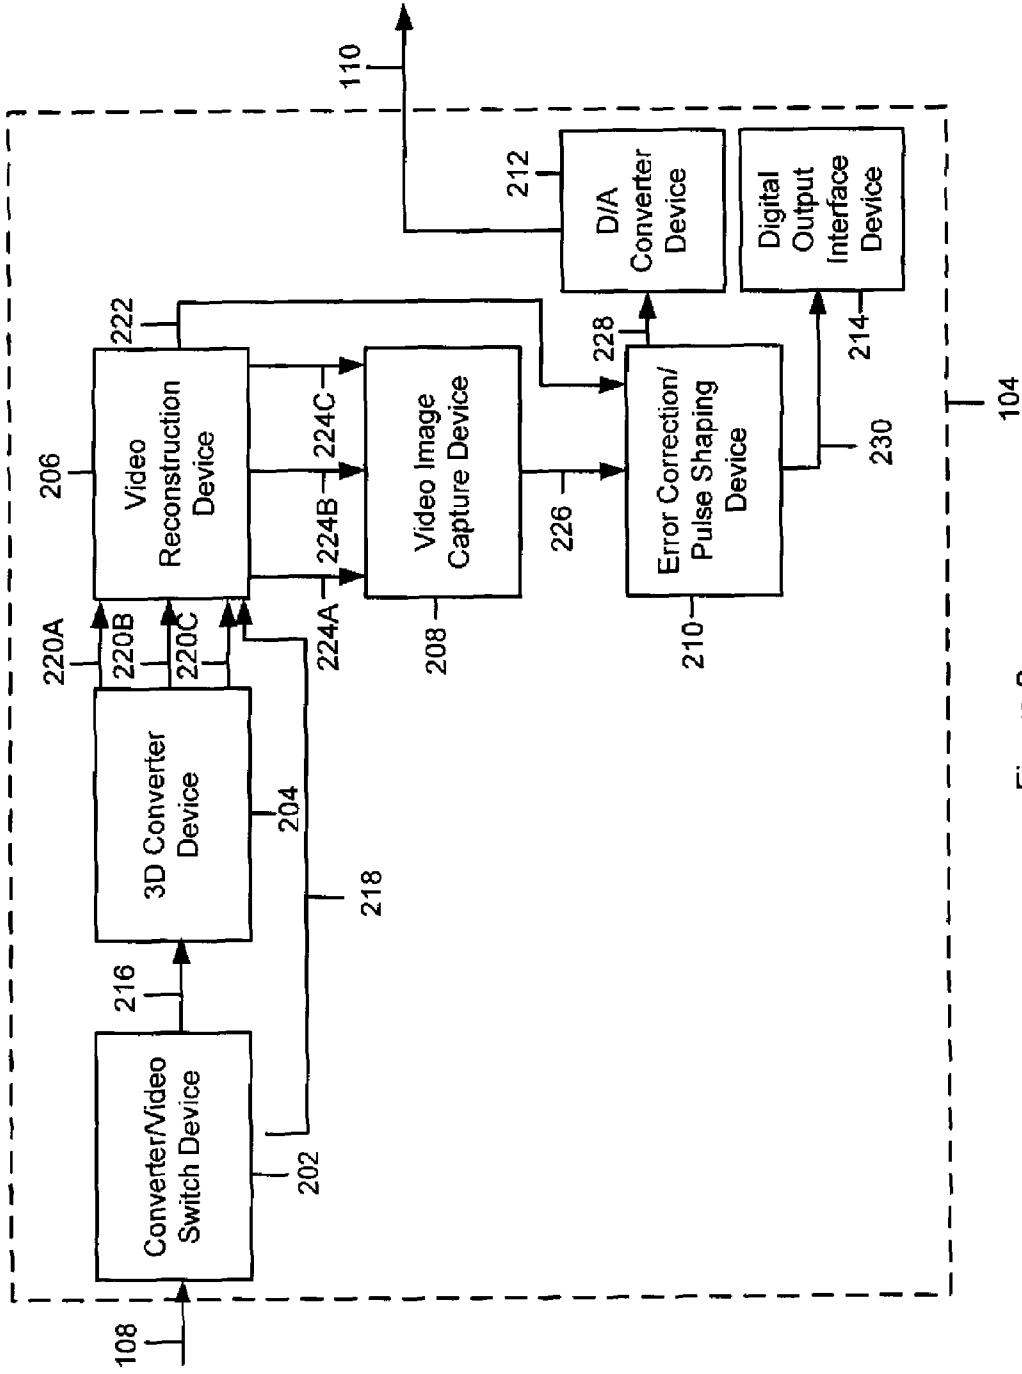 108
Converter/Video
Switch Device
202
216
3D Converter
Device
204
218
220A
220B
220C
Video
Reconstruction
Device
206
222
224A
224B
224C
Video Image
Capture Device
208
226
Error Correction/
Pulse Shaping
Device
210
228
230
D/A
Converter
Device
212
Digital
Output
Interface
Device
214
110
104